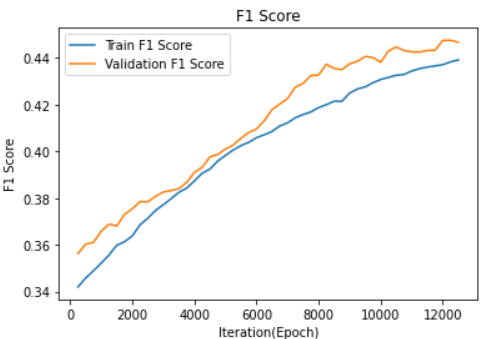 F1 Score
Train F1 Score
Validation F1 Score
F1 Score
0.44
0.42
0.40
0.38
0.36
0.34
0 2000 4000 6000 8000 10000 12000
Iteration(Epoch)